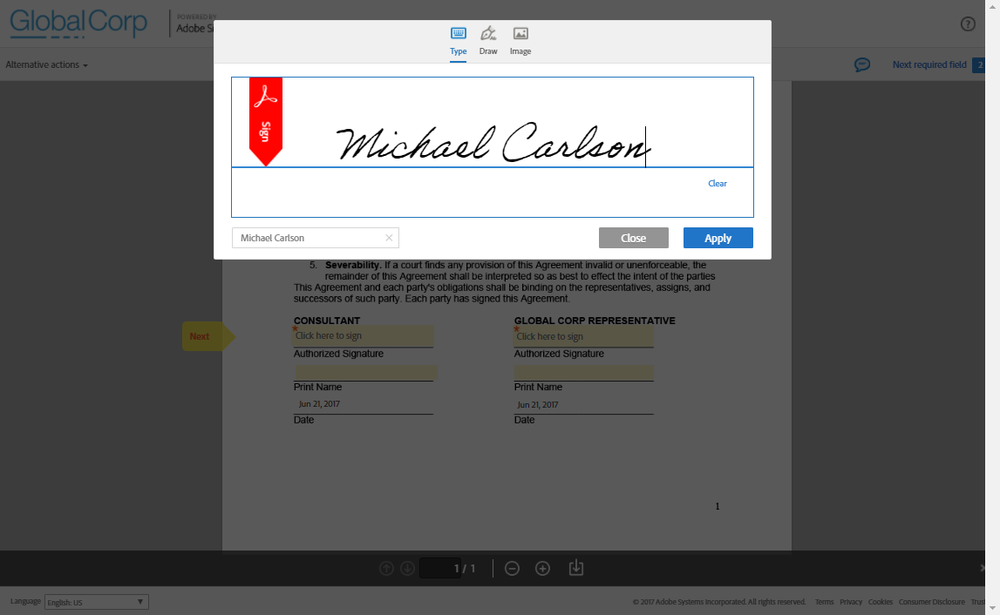 GlobalCorp
POWERED BY
Adobe Si
?
Type Draw Image
Alternative actions
Next required field 2
Sign
Michael Carlson
Clear
Michael Carlson ×
Close Apply
5. Severability. If a court finds any provision of this Agreement invalid or unenforceable, the
remainder of this Agreement shall be interpreted so as best to effect the intent of the parties
This Agreement and each party's obligations shall be binding on the representatives, assigns, and
successors of such party. Each party has signed this Agreement.
CONSULTANT GLOBAL CORP REPRESENTATIVE
Next
* Click here to sign * Click here to sign
Authorized Signature Authorized Signature
Print Name Print Name
Jun 21, 2017 Jun 21, 2017
Date Date
1
1 / 1
Language English: US
© 2017 Adobe Systems Incorporated. All rights reserved. Terms Privacy Cookies Consumer Disclosure Trust